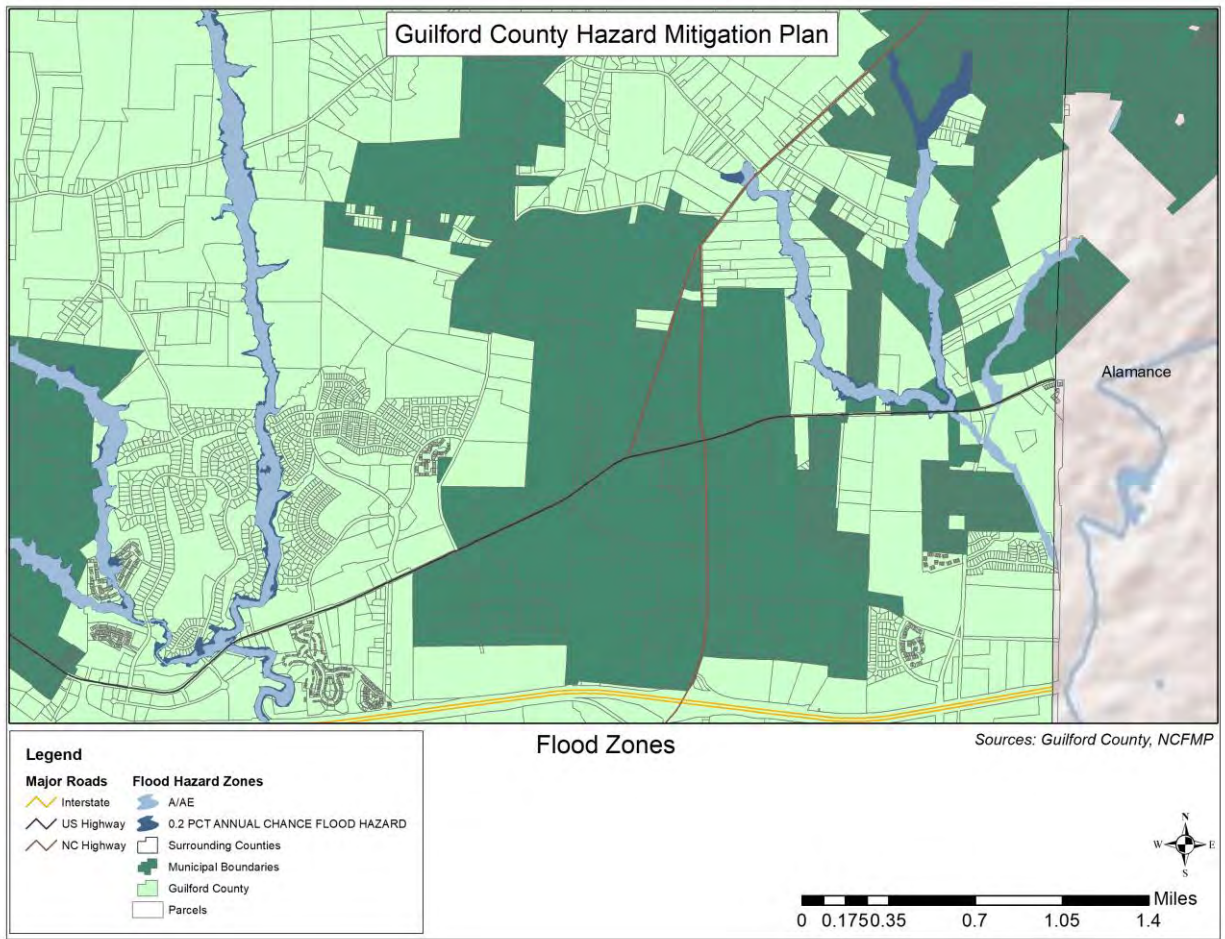 Guilford County Hazard Mitigation Plan
Alamance
Flood Zones
Sources: Guilford County, NCFMP
Legend
Major Roads
Interstate
US Highway
NC Highway
Flood Hazard Zones
A/AE
0.2 PCT ANNUAL CHANCE FLOOD HAZARD
Surrounding Counties
Municipal Boundaries
Guilford County
Parcels
N
W E
S
Miles
0 0.175 0.35 0.7 1.05 1.4